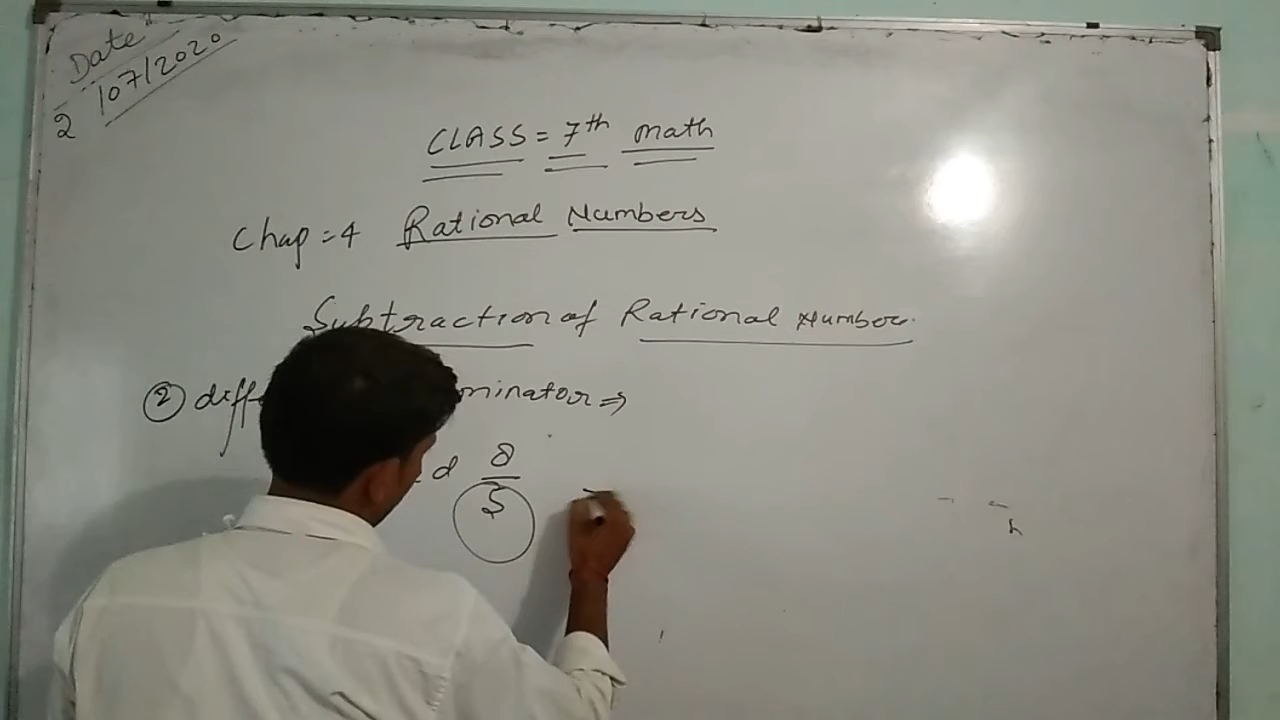 Date
2/07/2020
CLASS = 7th math
Chap = 4 Rational Numbers
Subtraction of Rational Number.
② diff minator ⇒
d 8/5